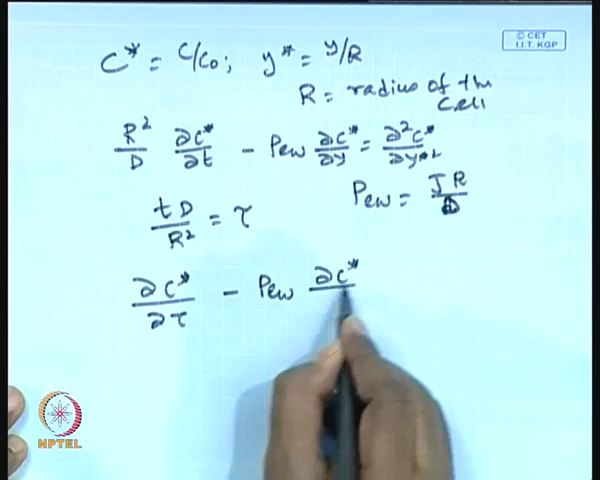 © CET
I.I.T. KGP
C* = C/C₀; y* = y/R
R = radius of the cell
R²/D ∂c*/∂t - Pew ∂c*/∂y = ∂²c*/∂y*²
Pew = JR/D
tD/R² = τ
∂c*/∂τ - Pew ∂c*
NPTEL